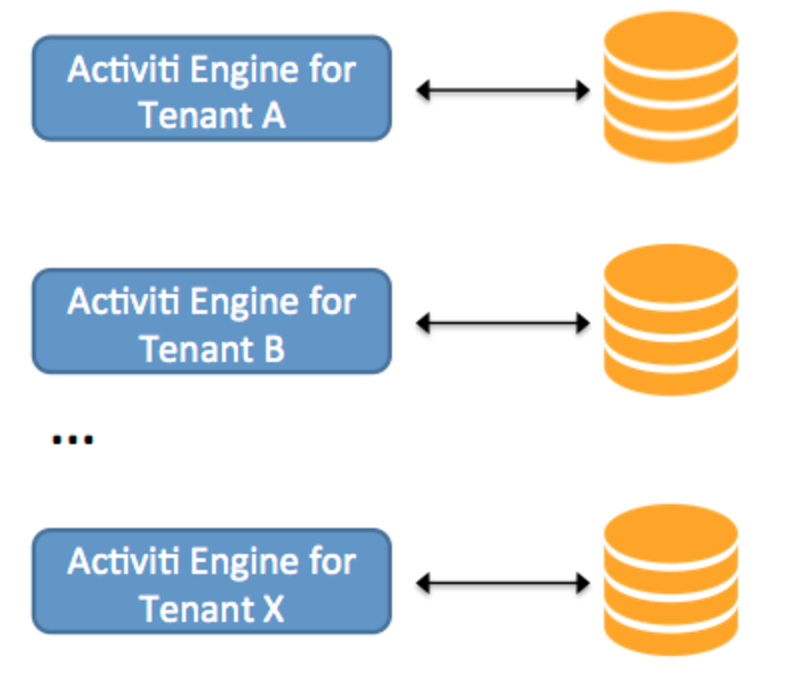 Activiti Engine for
Tenant A
Activiti Engine for
Tenant B
...
Activiti Engine for
Tenant X